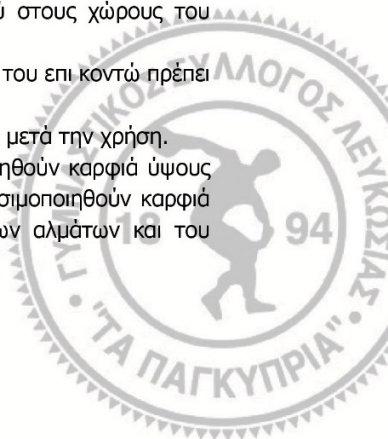 ύ στους χώρους του
του επι κοντώ πρέπει
μετά την χρήση.
ηθούν καρφιά ύψους
σιμοποιηθούν καρφιά
ων αλμάτων και του
ΓΥΜΝΑΣΤΙΚΟΣ ΣΥΛΛΟΓΟΣ ΛΕΥΚΩΣΙΑΣ
18 94
"ΤΑ ΠΑΓΚΥΠΡΙΑ"